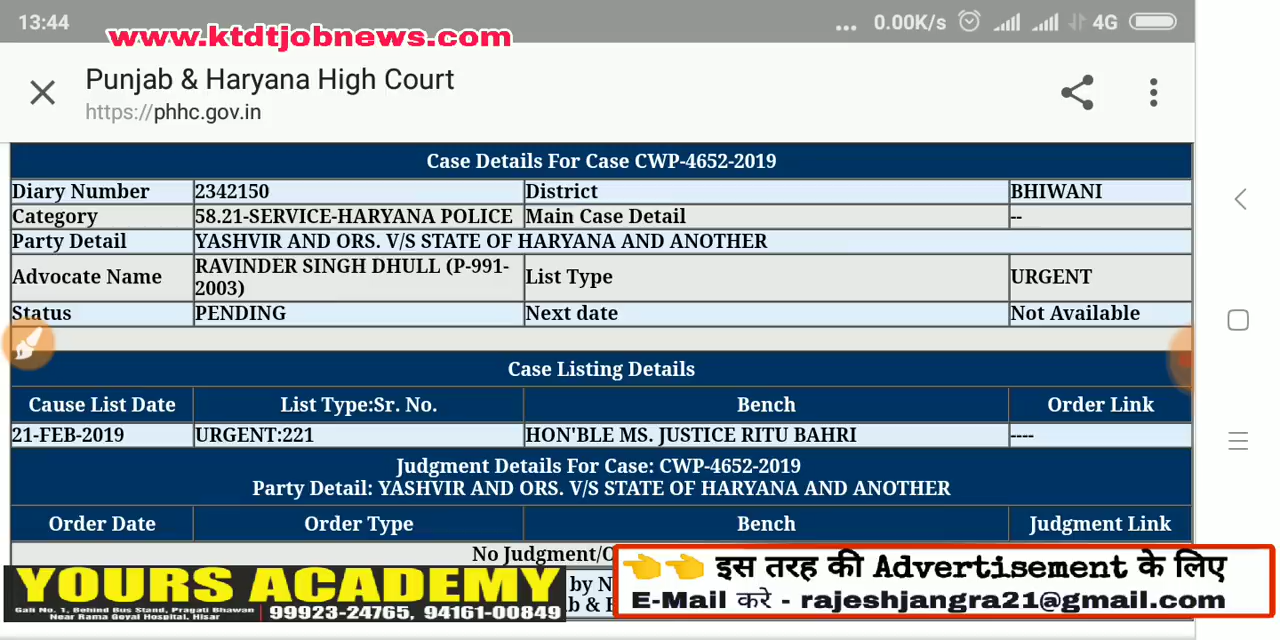 13:44
... 0.00K/s 4G
www.ktdtjobnews.com
Punjab & Haryana High Court
https://phhc.gov.in
Case Details For Case CWP-4652-2019
Diary Number 2342150 District BHIWANI
Category 58.21-SERVICE-HARYANA POLICE Main Case Detail --
Party Detail YASHVIR AND ORS. V/S STATE OF HARYANA AND ANOTHER
Advocate Name RAVINDER SINGH DHULL (P-991-
2003) List Type URGENT
Status PENDING Next date Not Available
Case Listing Details
Cause List Date List Type:Sr. No. Bench Order Link
21-FEB-2019 URGENT:221 HON'BLE MS. JUSTICE RITU BAHRI ----
Judgment Details For Case: CWP-4652-2019
Party Detail: YASHVIR AND ORS. V/S STATE OF HARYANA AND ANOTHER
Order Date Order Type Bench Judgment Link
No Judgment/O
by N
b & H
YOURS ACADEMY
Gali No. 1, Behind Bus Stand, Pragati Bhawan
Near Rama Goyal Hospital, Hisar
99923-24765, 94161-00849
इस तरह की Advertisement के लिए
E-Mail करे - rajeshjangra21@gmail.com